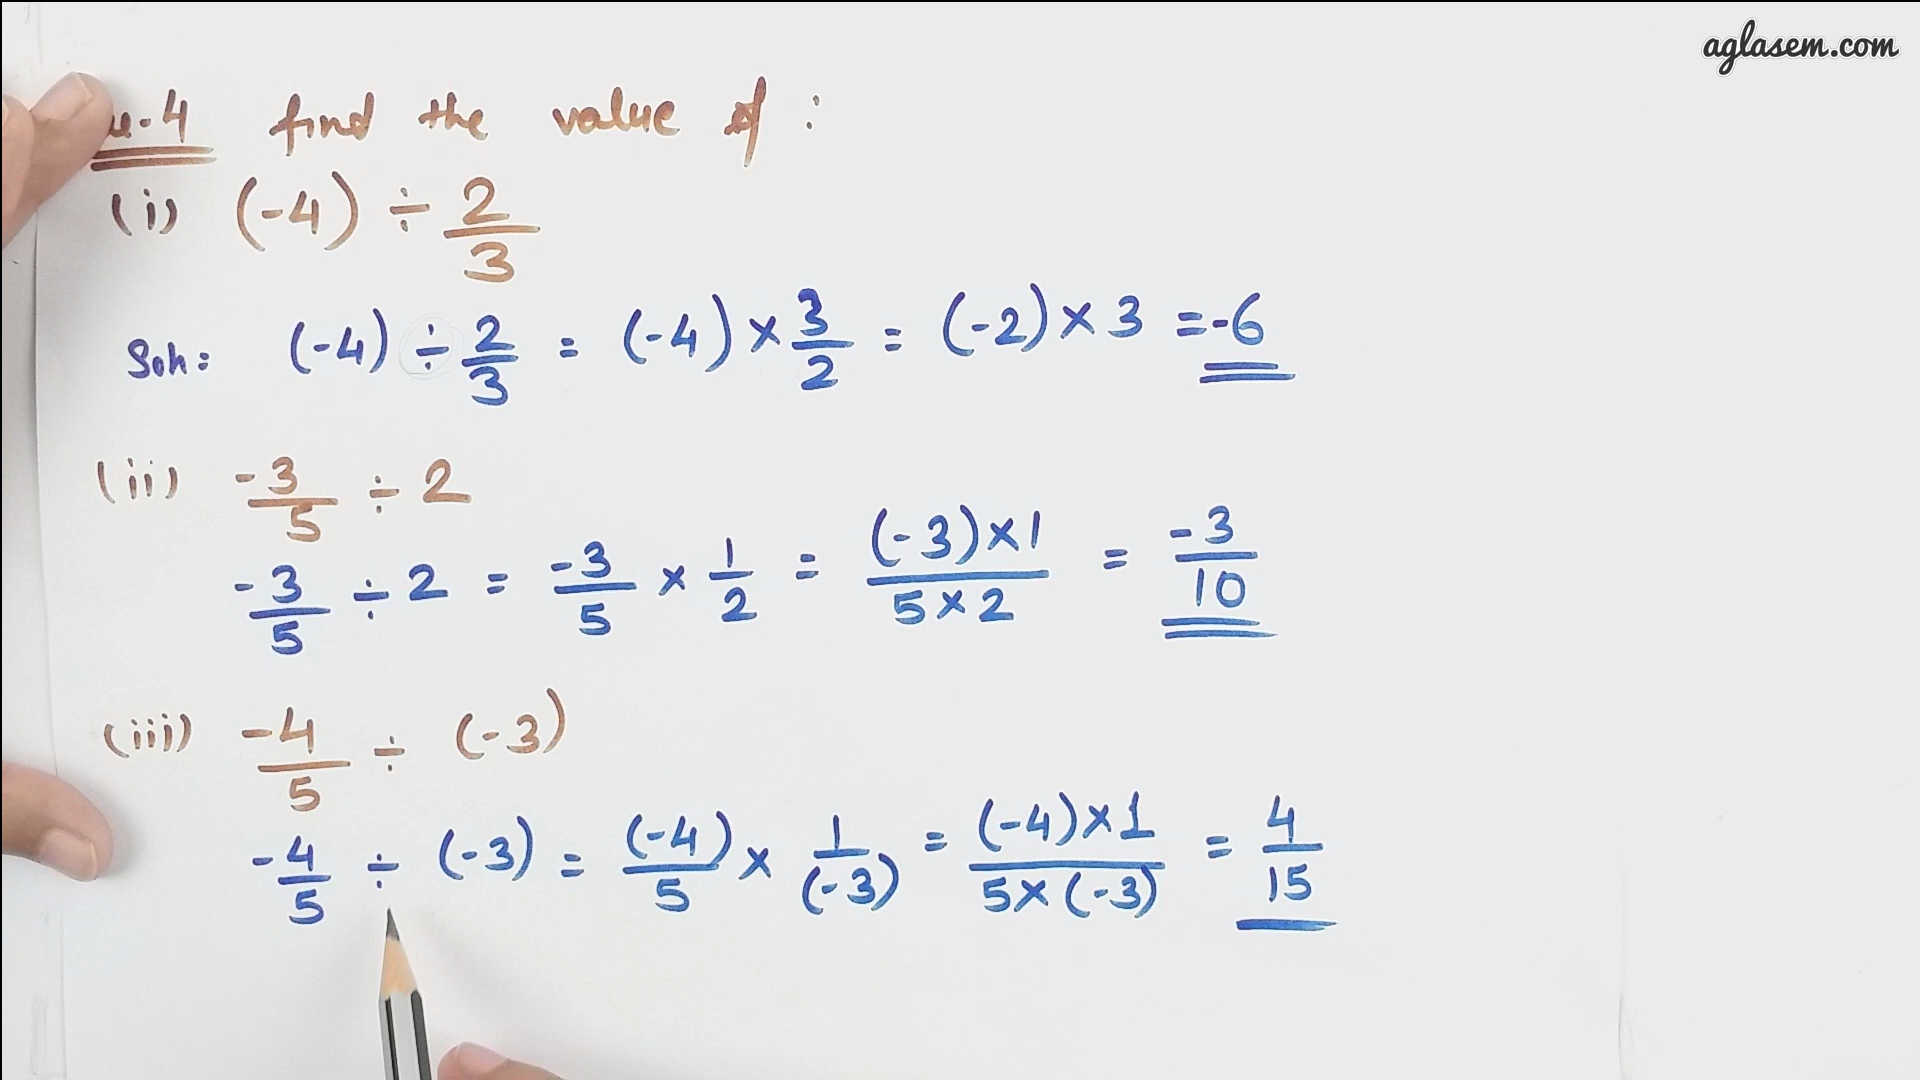 aglasem.com
u.4 find the value of :
(i) (-4) ÷ 2/3
Soln: (-4) ÷ 2/3 = (-4) × 3/2 = (-2) × 3 = -6
(ii) -3/5 ÷ 2
-3/5 ÷ 2 = -3/5 × 1/2 = (-3)×1/5×2 = -3/10
(iii) -4/5 ÷ (-3)
-4/5 ÷ (-3) = (-4)/5 × 1/(-3) = (-4)×1/5×(-3) = 4/15